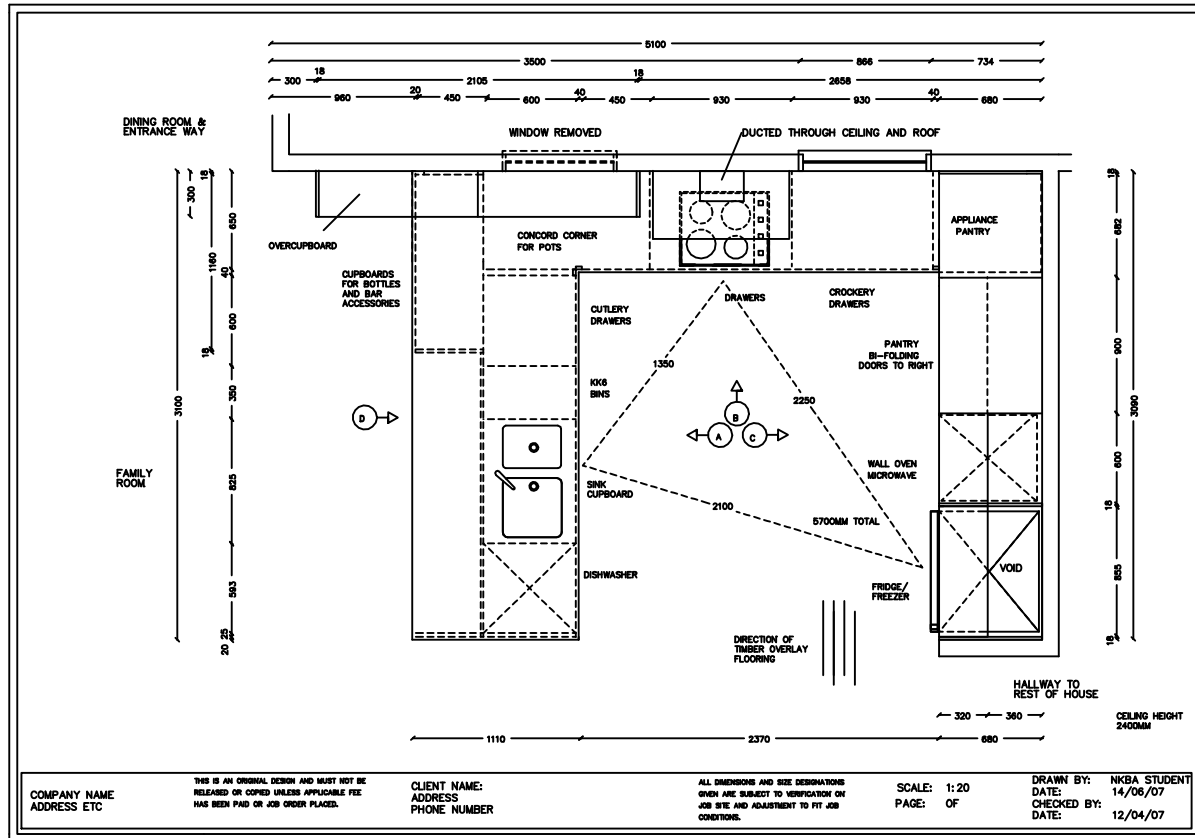 5100
3500
866
734
300
18
2105
18
2658
960
20
450
600
40
450
930
930
40
680
DINING ROOM &
ENTRANCE WAY
WINDOW REMOVED
DUCTED THROUGH CEILING AND ROOF
18
300
650
18
682
OVERCUPBOARD
CONCORD CORNER
FOR POTS
APPLIANCE
PANTRY
1160
40
CUPBOARDS
FOR BOTTLES
AND BAR
ACCESSORIES
CUTLERY
DRAWERS
DRAWERS
CROCKERY
DRAWERS
600
18
PANTRY
BI-FOLDING
DOORS TO RIGHT
900
1350
KK6
BINS
2250
350
3100
3090
D
B
A
C
FAMILY
ROOM
825
WALL OVEN
MICROWAVE
600
SINK
CUPBOARD
2100
5700MM TOTAL
18
DISHWASHER
VOID
593
FRIDGE/
FREEZER
855
25
20
18
DIRECTION OF
TIMBER OVERLAY
FLOORING
HALLWAY TO
REST OF HOUSE
320
360
CEILING HEIGHT
2400MM
1110
2370
680
COMPANY NAME
ADDRESS ETC
THIS IS AN ORIGINAL DESIGN AND MUST NOT BE
RELEASED OR COPIED UNLESS APPLICABLE FEE
HAS BEEN PAID OR JOB ORDER PLACED.
CLIENT NAME:
ADDRESS
PHONE NUMBER
ALL DIMENSIONS AND SIZE DESIGNATIONS
GIVEN ARE SUBJECT TO VERIFICATION ON
JOB SITE AND ADJUSTMENT TO FIT JOB
CONDITIONS.
SCALE: 1:20
PAGE: OF
DRAWN BY: NKBA STUDENT
DATE: 14/06/07
CHECKED BY:
DATE: 12/04/07